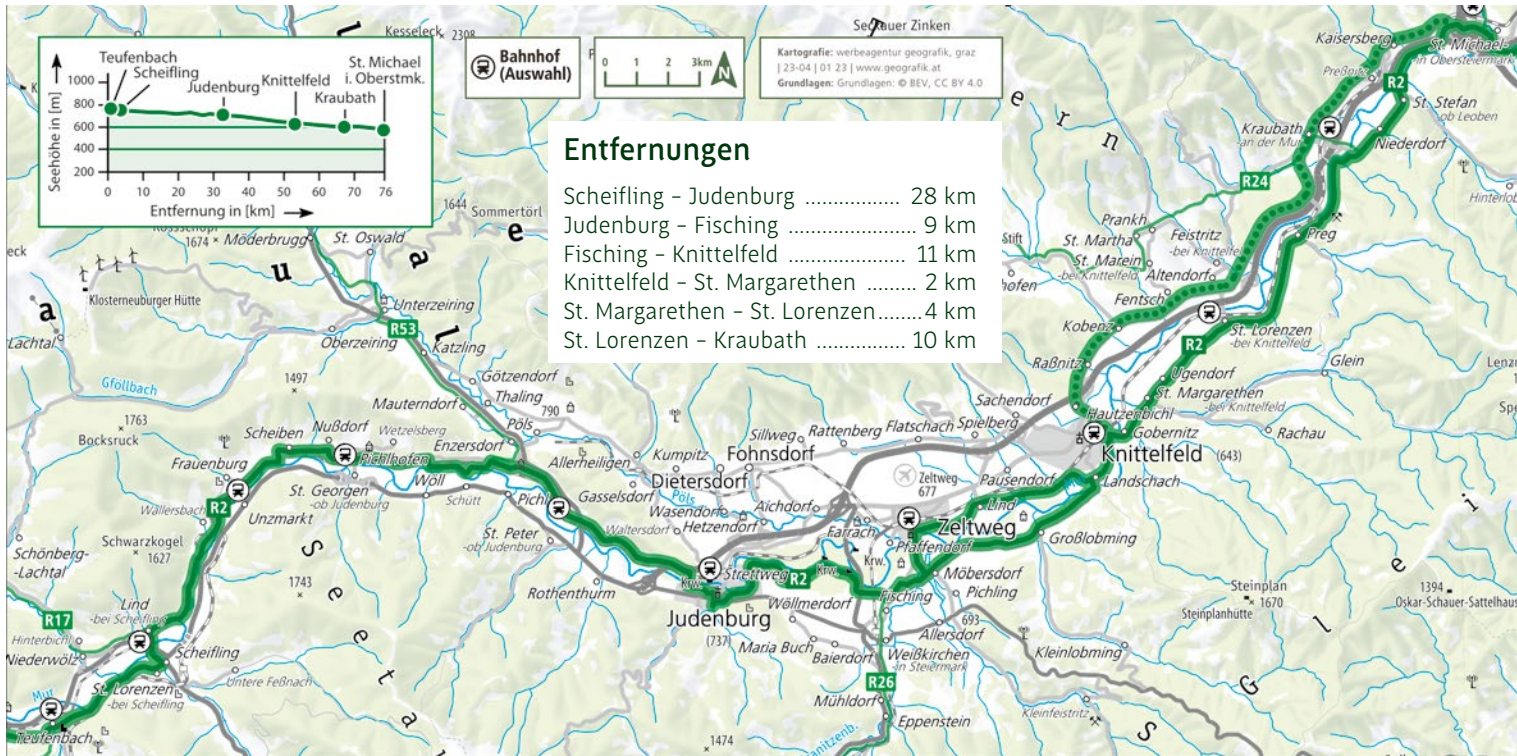 Kesseleck
2308
Seckauer Zinken
Teufenbach
Scheifling
Judenburg
Knittelfeld
Kraubath
St. Michael
i. Oberstmk.
Seehöhe in [m]
1000
800
600
400
200
0 10 20 30 40 50 60 70 76
Entfernung in [km]
Bahnhof
(Auswahl)
0 1 2 3km
N
Kartografie: werbeagentur geografik, graz
| 23-04 | 01 23 | www.geografik.at
Grundlagen: Grundlagen: © BEV, CC BY 4.0
Entfernungen
Scheifling – Judenburg ................ 28 km
Judenburg – Fisching ...................... 9 km
Fisching – Knittelfeld ..................... 11 km
Knittelfeld – St. Margarethen ......... 2 km
St. Margarethen – St. Lorenzen........ 4 km
St. Lorenzen – Kraubath ................ 10 km
Kaisersberg
St. Michael
in Obersteiermark
Preßnitz
R2
St. Stefan
ob Leoben
Kraubath
an der Mur
Niederdorf
R24
Prankh
St. Martha
St. Marein
Feistritz
-bei Knittelfeld
Stift
Altendorf
Fentsch
Preg
Kobenz
St. Lorenzen
-bei Knittelfeld
R2
Raßnitz
Glein
Ugendorf
St. Margarethen
-bei Knittelfeld
Rachau
Hautzenbichl
Gobernitz
Knittelfeld
(643)
Landschach
1644
Sommertörl
1674
Möderbrugg
St. Oswald
Klosterneuburger Hütte
Unterzeiring
Oberzeiring
R53
Katzling
Lachtal
Gföllbach
1497
Götzendorf
Thaling
790
Mauterndorf
Pöls
1763
Bocksruck
Nußdorf
Wetzelsberg
Enzersdorf
Scheiben
Pichlhofen
Frauenburg
Allerheiligen
St. Georgen
-ob Judenburg
Wöll
Schütt
Pichl
Wallersbach
R2
Unzmarkt
Schwarzkogel
1627
Schönberg-
-Lachtal
1743
St. Peter
-ob Judenburg
Gasselsdorf
Waltersdorf
Rothenthurm
Kumpitz
Fohnsdorf
Dietersdorf
Pöls
Wasendorf
Hetzendorf
Aichdorf
Sillweg
Rattenberg
Flatschach
Spielberg
Sachendorf
Zeltweg
677
Pausendorf
Lind
Zeltweg
Farrach
Pfaffendorf
Großlobming
Krw.
Strettweg
R2
Krw.
Krw.
Judenburg
(737)
Wöllmerdorf
Fisching
Möbersdorf
Pichling
693
Maria Buch
Baierdorf
Allersdorf
Weißkirchen
in Steiermark
Kleinlobming
R26
Mühldorf
Eppenstein
Kleinfeistritz
1474
Steinplan
1670
Steinplanhütte
1394
Oskar-Schauer-Sattelhaus
Lind
-bei Scheifling
R17
Hinterbichl
Niederwölz
Scheifling
St. Lorenzen
-bei Scheifling
Untere Feßnach
Mur
Teufenbach